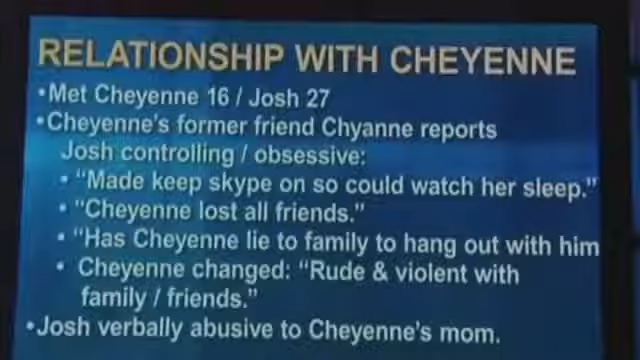 RELATIONSHIP WITH CHEYENNE
•Met Cheyenne 16 / Josh 27
•Cheyenne's former friend Chyanne reports
Josh controlling / obsessive:
• "Made keep skype on so could watch her sleep."
• "Cheyenne lost all friends."
• "Has Cheyenne lie to family to hang out with him
• Cheyenne changed: "Rude & violent with
family / friends."
•Josh verbally abusive to Cheyenne's mom.